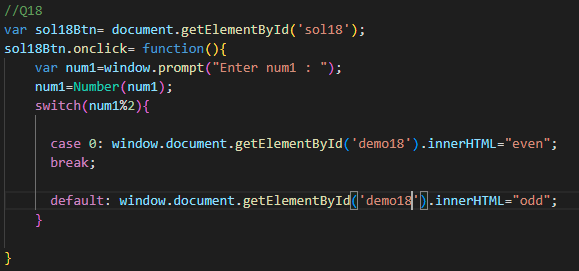 //Q18
var sol18Btn= document.getElementById('sol18');
sol18Btn.onclick= function(){
    var num1=window.prompt("Enter num1 : ");
    num1=Number(num1);
    switch(num1%2){
      case 0: window.document.getElementById('demo18').innerHTML="even";
      break;
      default: window.document.getElementById('demo18').innerHTML="odd";
    }
}